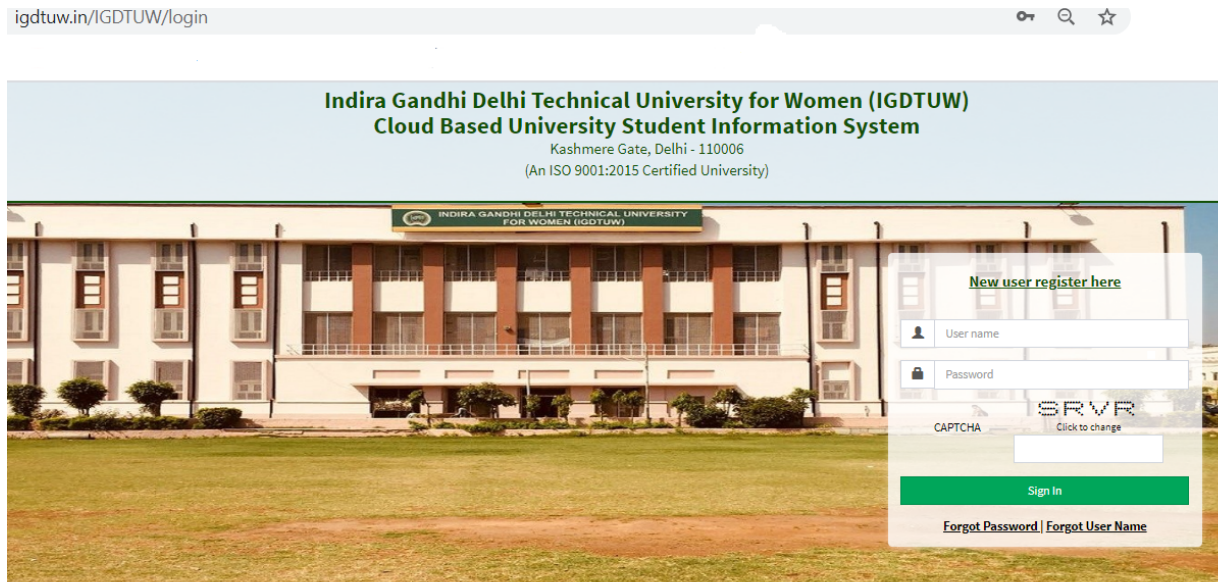 igdtuw.in/IGDTUW/login
Indira Gandhi Delhi Technical University for Women (IGDTUW)
Cloud Based University Student Information System
Kashmere Gate, Delhi - 110006
(An ISO 9001:2015 Certified University)
INDIRA GANDHI DELHI TECHNICAL UNIVERSITY
FOR WOMEN (IGDTUW)
New user register here
User name
Password
SRVR
CAPTCHA Click to change
Sign In
Forgot Password | Forgot User Name